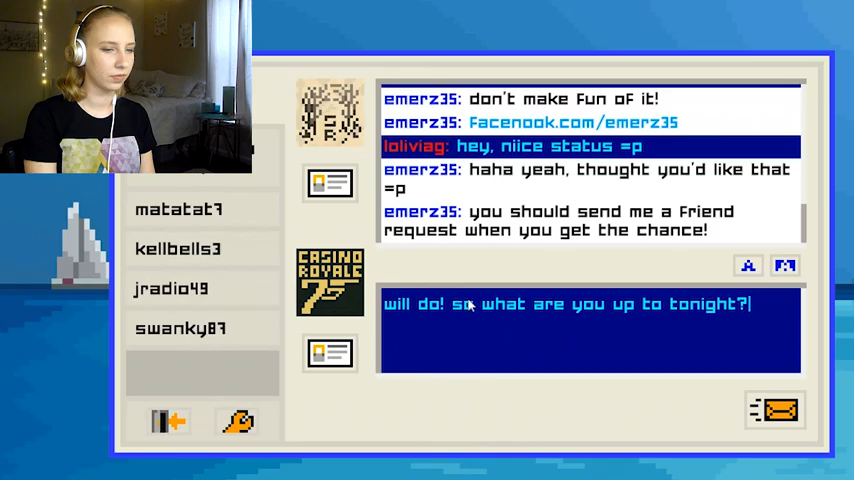 emerz35: don't make fun of it!
emerz35: facenook.com/emerz35
loliviag: hey, niice status =p
emerz35: haha yeah, thought you'd like that
=p
emerz35: you should send me a friend
request when you get the chance!
A
will do! so what are you up to tonight?
matatat7
kellbells3
jradio49
swanky87
SR
CASINO
ROYALE
7